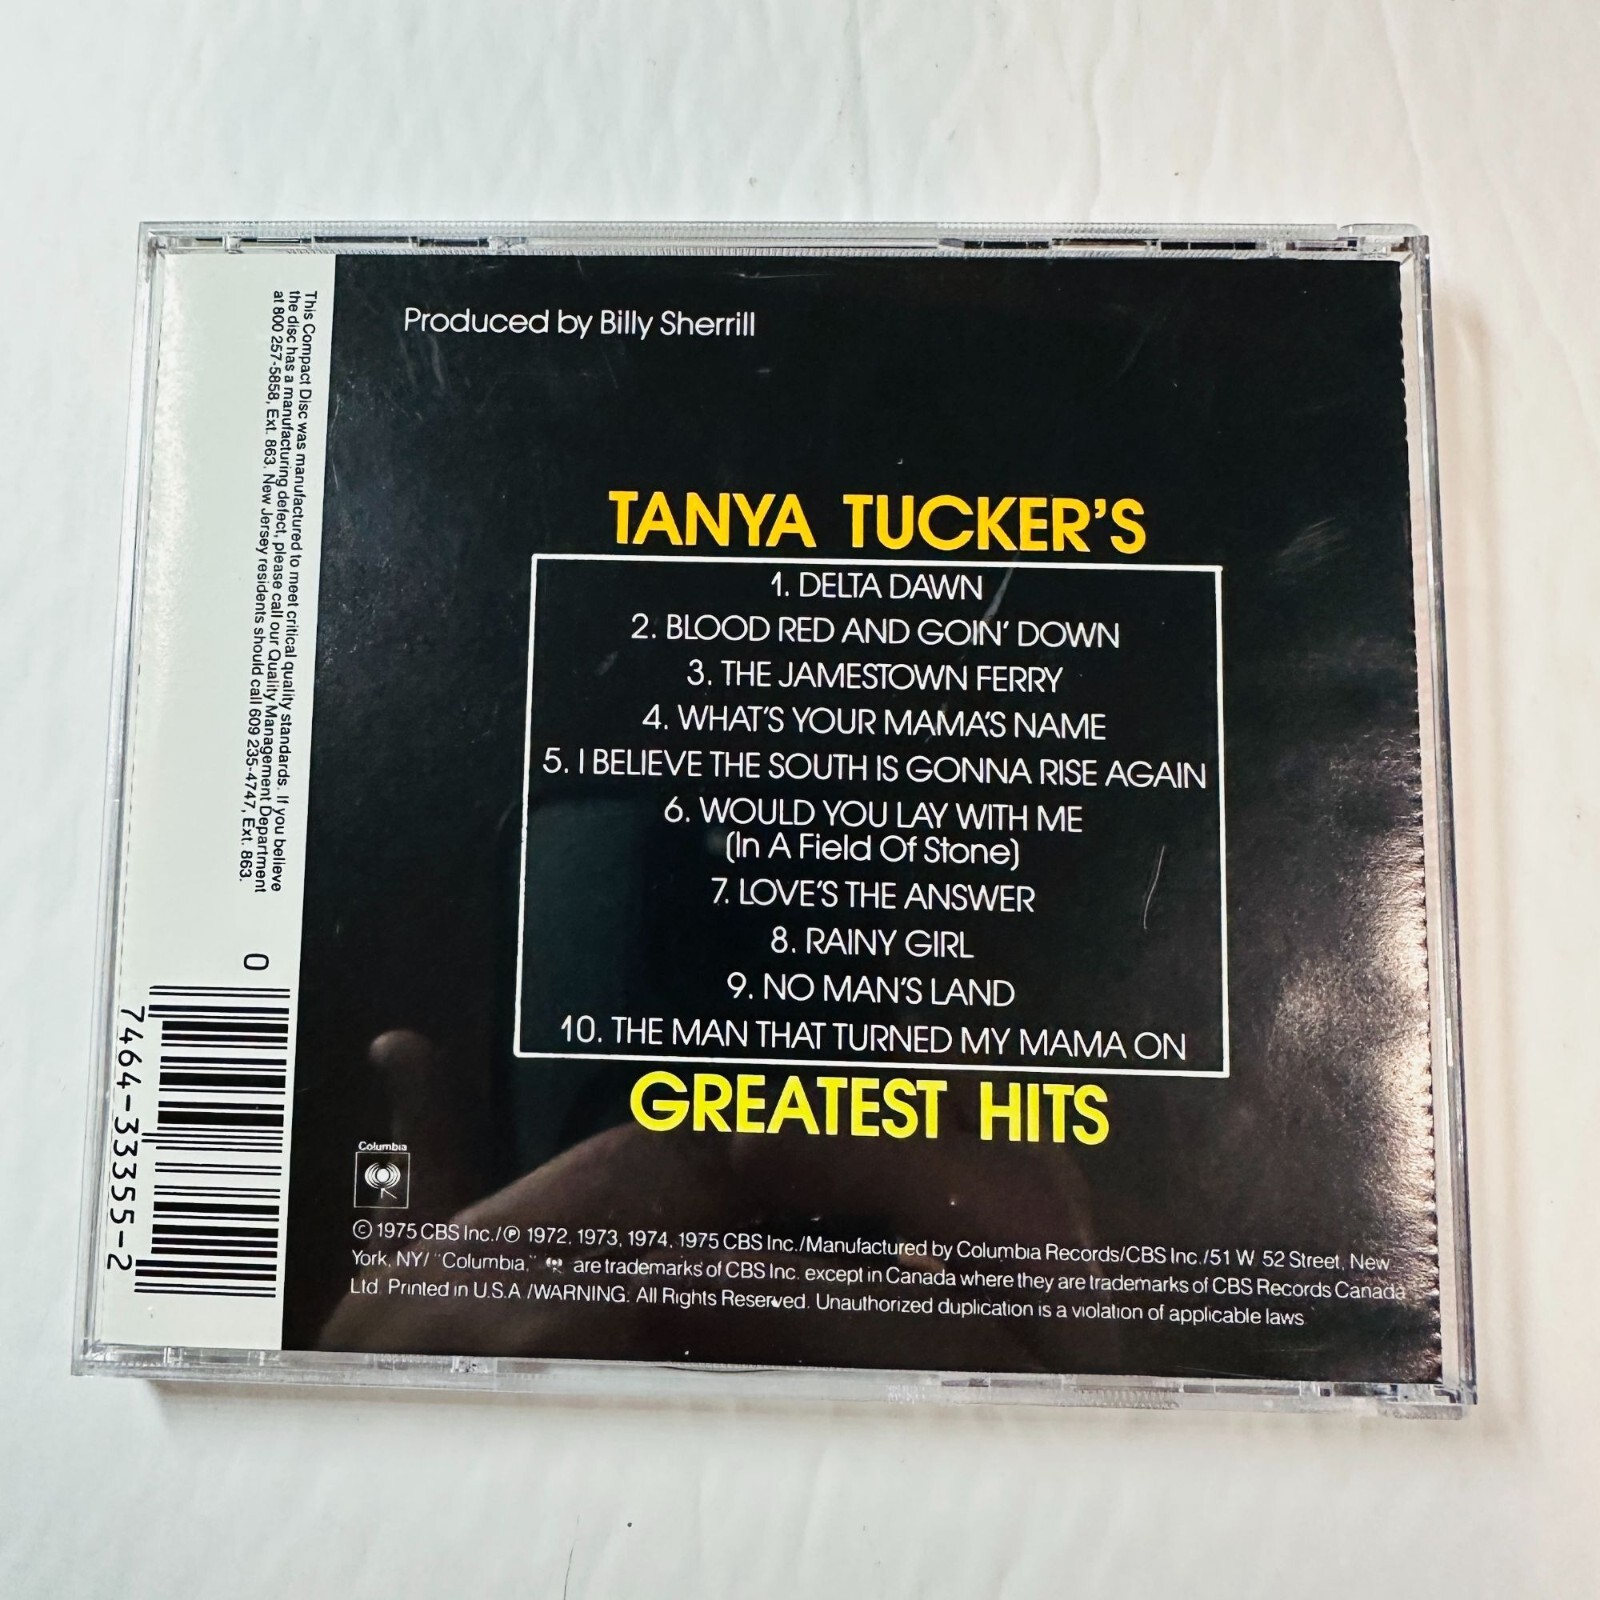 Produced by Billy Sherrill
TANYA TUCKER'S
1. DELTA DAWN
2. BLOOD RED AND GOIN' DOWN
3. THE JAMESTOWN FERRY
4. WHAT'S YOUR MAMA'S NAME
5. I BELIEVE THE SOUTH IS GONNA RISE AGAIN
6. WOULD YOU LAY WITH ME
(In A Field Of Stone)
7. LOVE'S THE ANSWER
8. RAINY GIRL
9. NO MAN'S LAND
10. THE MAN THAT TURNED MY MAMA ON
GREATEST HITS
Columbia
© 1975 CBS Inc./℗ 1972, 1973, 1974, 1975 CBS Inc./Manufactured by Columbia Records/CBS Inc./51 W. 52 Street, New
York, NY/ "Columbia," are trademarks of CBS Inc. except in Canada where they are trademarks of CBS Records Canada
Ltd. Printed in U.S.A./WARNING: All Rights Reserved. Unauthorized duplication is a violation of applicable laws.
This Compact Disc was manufactured to meet critical quality standards. If you believe
the disc has a manufacturing defect, please call our Quality Management Department
at 800 257-5858, Ext. 863. New Jersey residents should call 609 235-4747, Ext. 863.
0
7464-33355-2